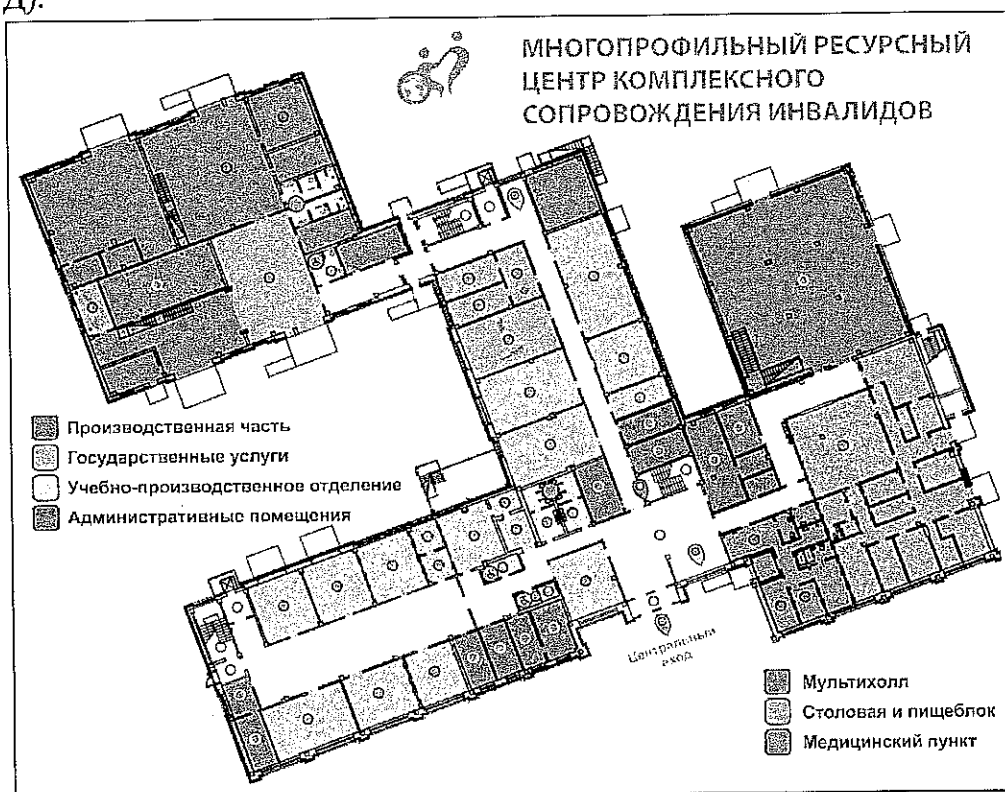 Д).
МНОГОПРОФИЛЬНЫЙ РЕСУРСНЫЙ
ЦЕНТР КОМПЛЕКСНОГО
СОПРОВОЖДЕНИЯ ИНВАЛИДОВ
Производственная часть
Государственные услуги
Учебно-производственное отделение
Административные помещения
Центральный
вход
Мультихолл
Столовая и пищеблок
Медицинский пункт